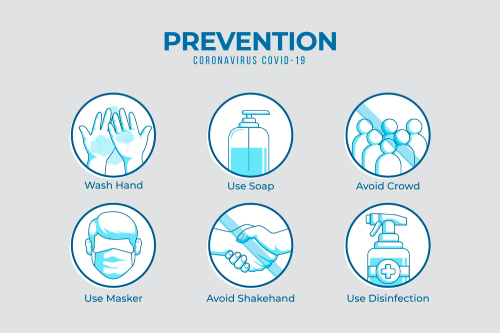 PREVENTION
CORONAVIRUS COVID-19
Wash Hand
Use Soap
Avoid Crowd
Use Masker
Avoid Shakehand
Use Disinfection